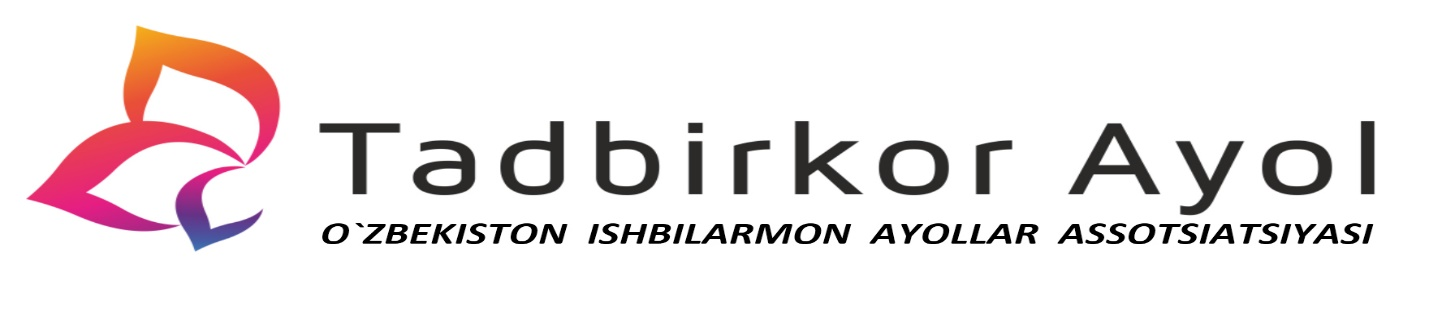 Tadbirkor Ayol
O`ZBEKISTON ISHBILARMON AYOLLAR ASSOTSIATSIYASI